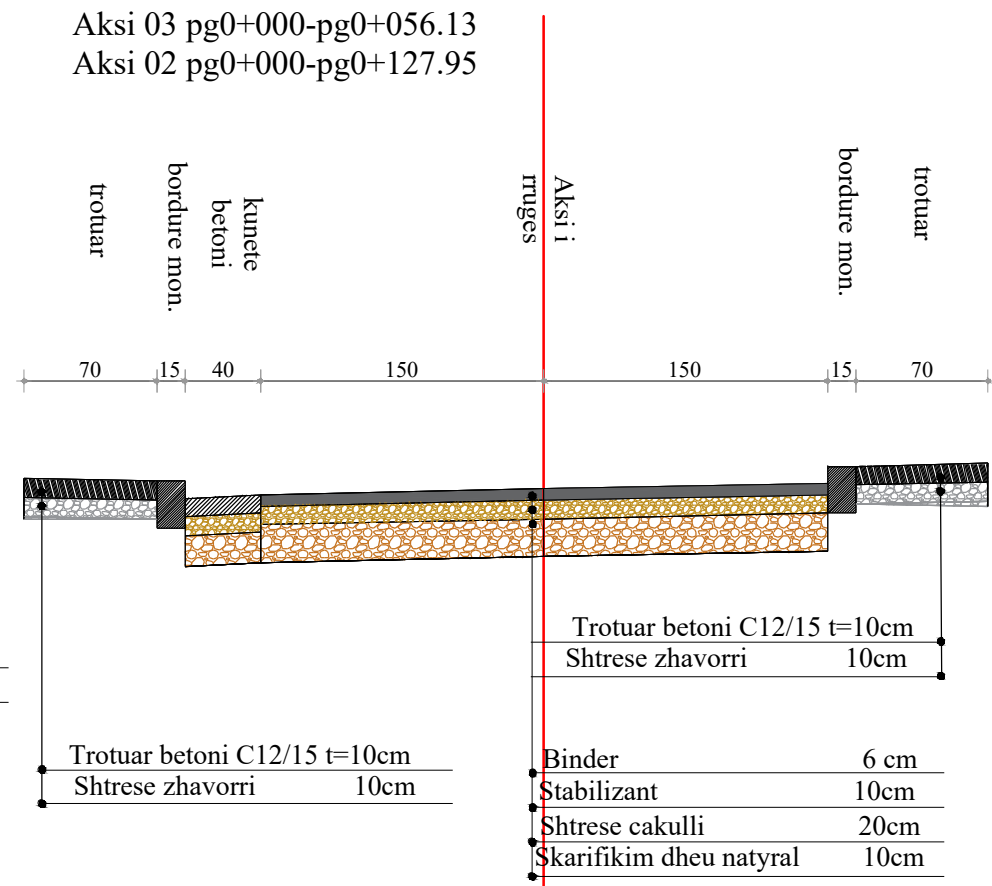 Aksi 03 pg0+000-pg0+056.13
Aksi 02 pg0+000-pg0+127.95
trotuar
bordure mon.
kunete
betoni
Aksi i
rruges
bordure mon.
trotuar
70 15 40 150 150 15 70
Trotuar betoni C12/15 t=10cm
Shtrese zhavorri 10cm
Trotuar betoni C12/15 t=10cm
Shtrese zhavorri 10cm
Binder 6 cm
Stabilizant 10cm
Shtrese cakulli 20cm
Skarifikim dheu natyral 10cm